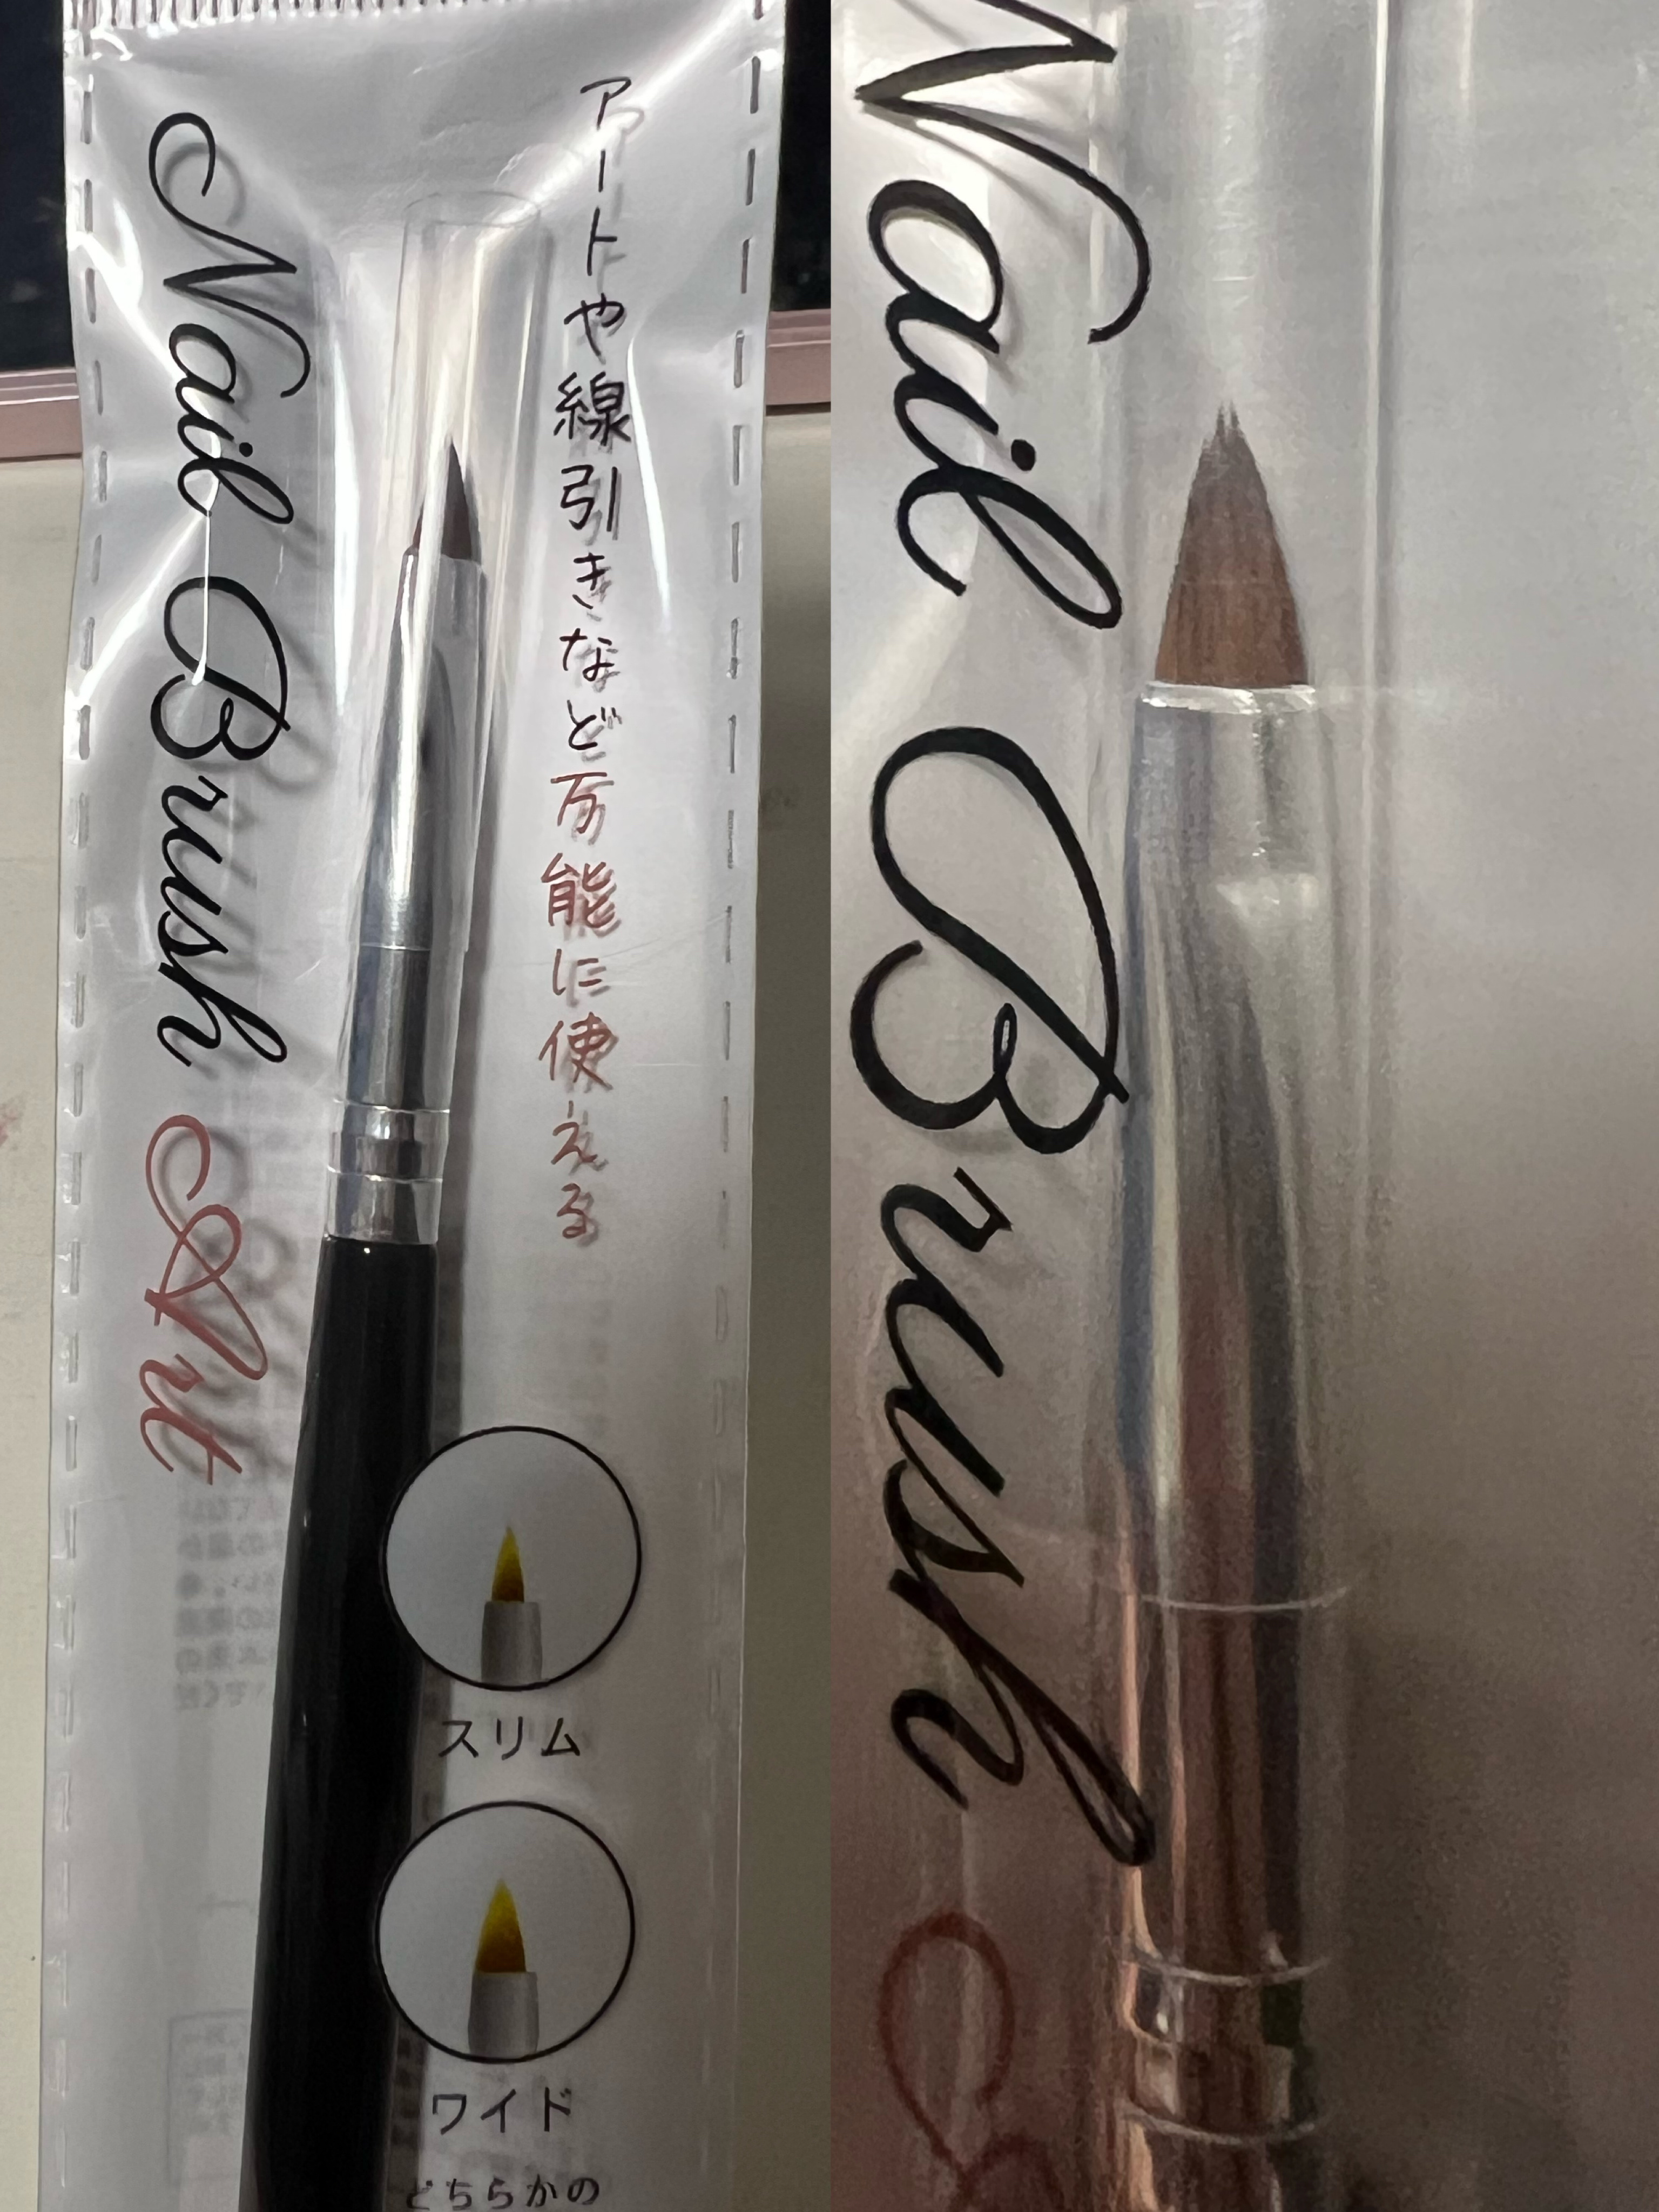 Nail Brush Art
アートや線引きなど万能に使える
スリム
ワイド
どちらかの
Nail Brush